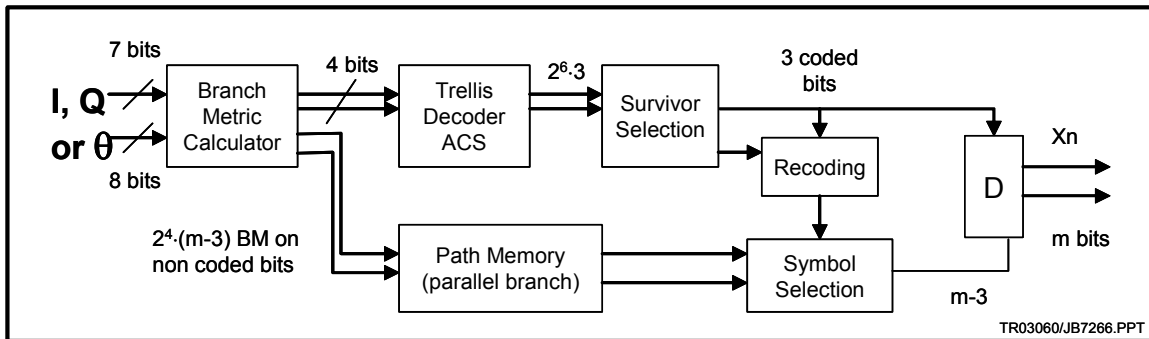 7 bits
I, Q
or θ
8 bits
Branch
Metric
Calculator
4 bits
Trellis
Decoder
ACS
2⁶·3
Survivor
Selection
3 coded
bits
Recoding
D
Xn
m bits
2⁴·(m-3) BM on
non coded bits
Path Memory
(parallel branch)
Symbol
Selection
m-3
TR03060/JB7266.PPT